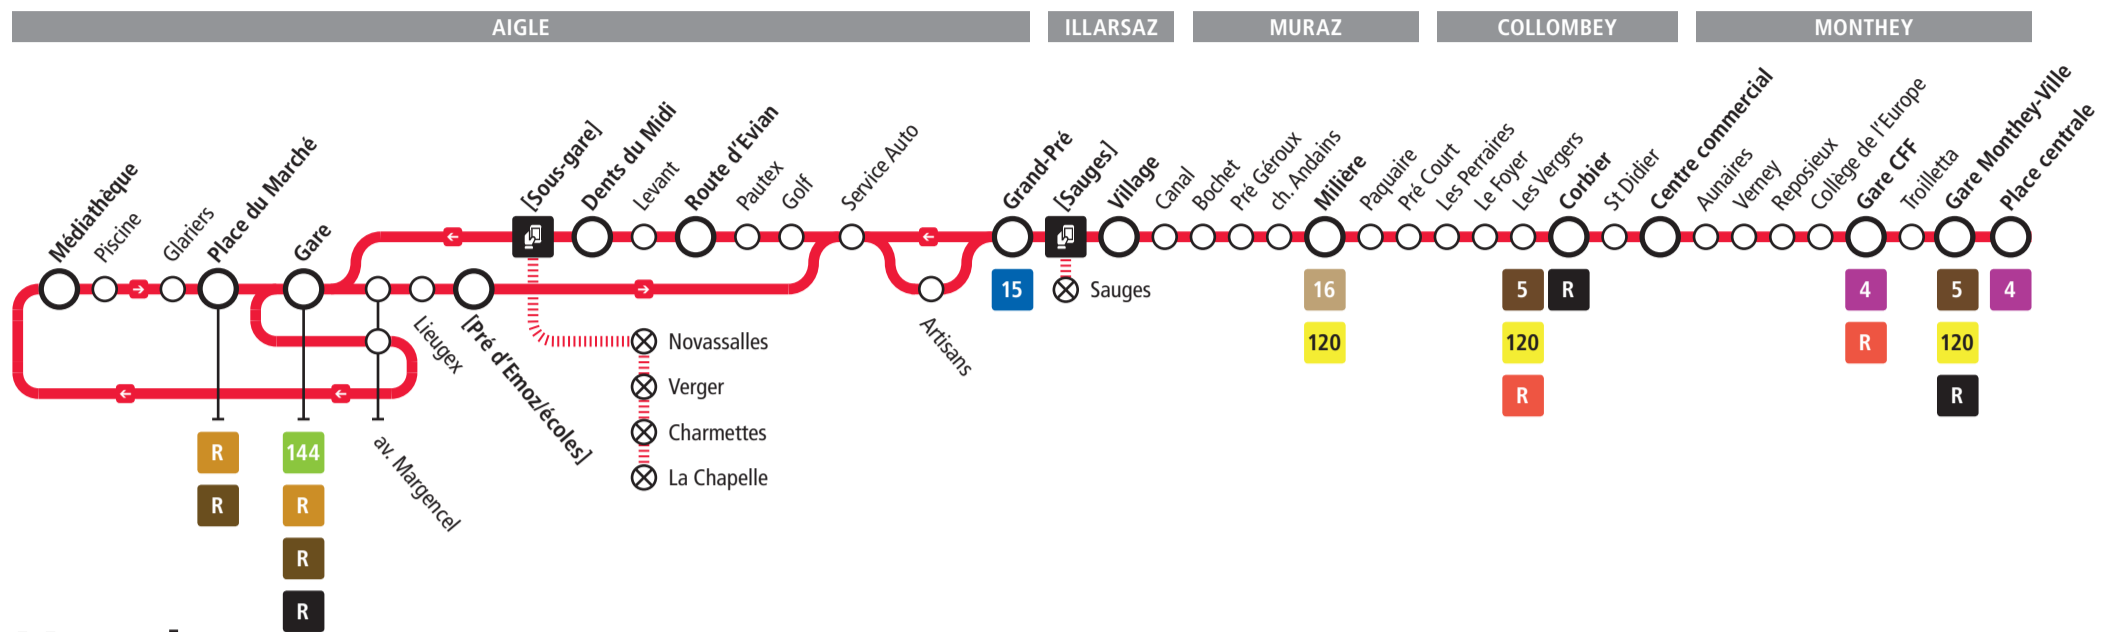 AIGLE
ILLARSAZ
MURAZ
COLLOMBEY
MONTHEY
Médiathèque
Piscine
Glariers
Place du Marché
Gare
[Sous-gare]
Dents du Midi
Levant
Route d'Evian
Pautex
Golf
Service Auto
Grand-Pré
[Sauges]
Village
Canal
Bochet
Pré Géroux
ch. Andains
Milière
Paquaire
Pré Court
Les Perraires
Le Foyer
Les Vergers
Corbier
St Didier
Centre commercial
Aunaires
Verney
Reposieux
Collège de l'Europe
Gare CFF
Troilletta
Gare Monthey-Ville
Place centrale
Lieugex
[Pré d'Emoz/écoles]
av. Margencel
Artisans
Sauges
Novassalles
Verger
Charmettes
La Chapelle
15
16
5
R
4
5
4
120
120
R
120
R
R
R
144
R
R
R
R